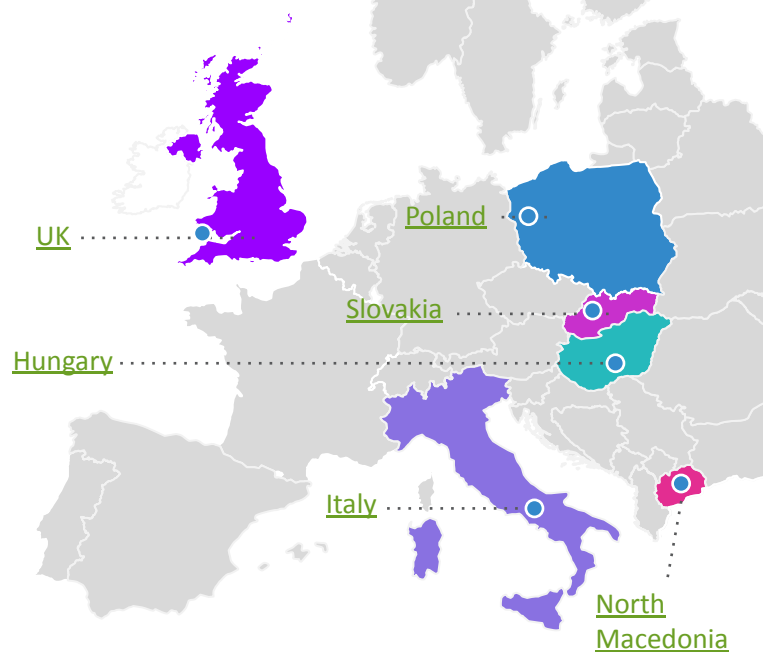 Poland
UK
Slovakia
Hungary
Italy
North
Macedonia